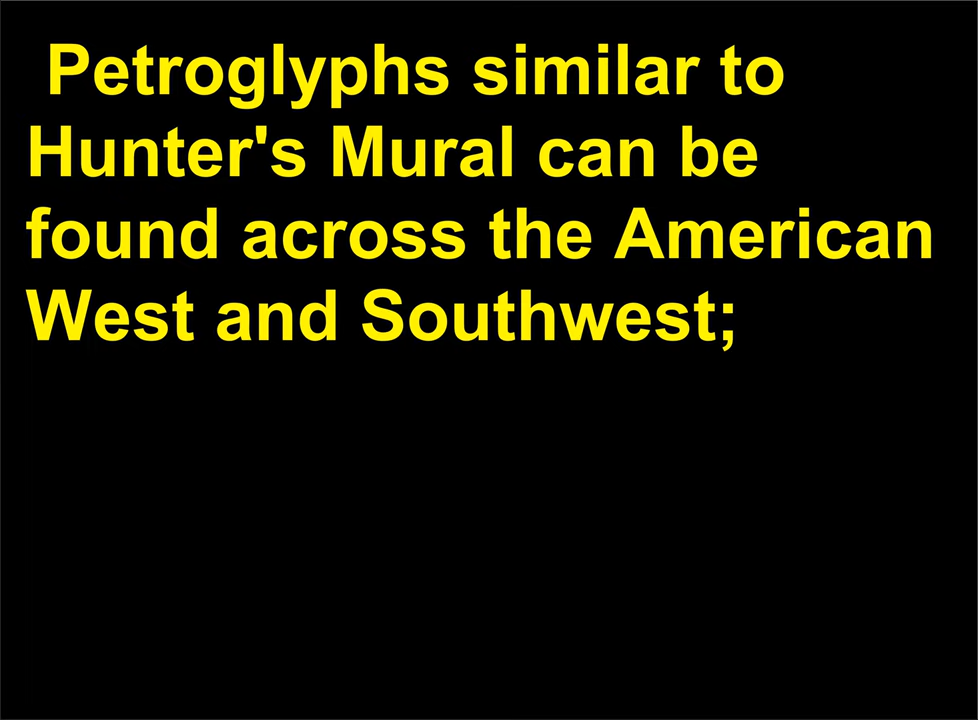 Petroglyphs similar to
Hunter's Mural can be
found across the American
West and Southwest;